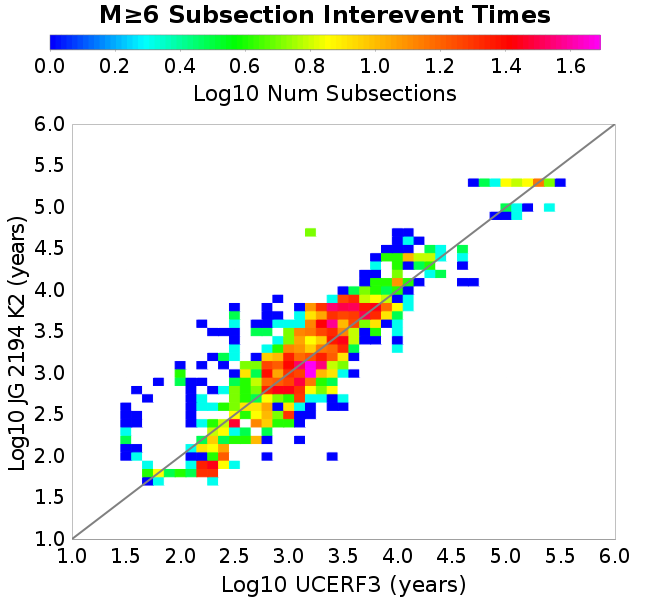 M≥6 Subsection Interevent Times
0.0 0.2 0.4 0.6 0.8 1.0 1.2 1.4 1.6
Log10 Num Subsections
6.0
5.5
5.0
4.5
4.0
3.5
3.0
2.5
2.0
1.5
1.0
Log10 JG 2194 K2 (years)
1.0 1.5 2.0 2.5 3.0 3.5 4.0 4.5 5.0 5.5 6.0
Log10 UCERF3 (years)